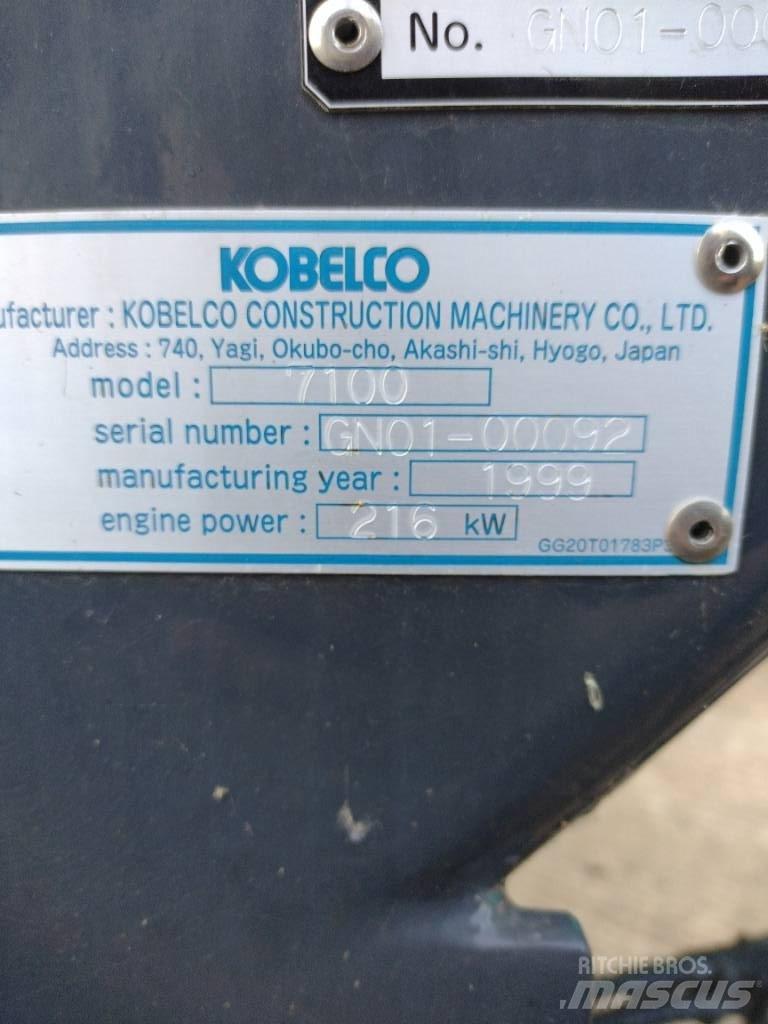 No. GN01-000
KOBELCO
ufacturer : KOBELCO CONSTRUCTION MACHINERY CO., LTD.
Address : 740, Yagi, Okubo-cho, Akashi-shi, Hyogo, Japan
model : 7100
serial number : GN01-00092
manufacturing year : 1999
engine power : 216 kW
GG20T01783P
RITCHIE BROS.
MASCUS